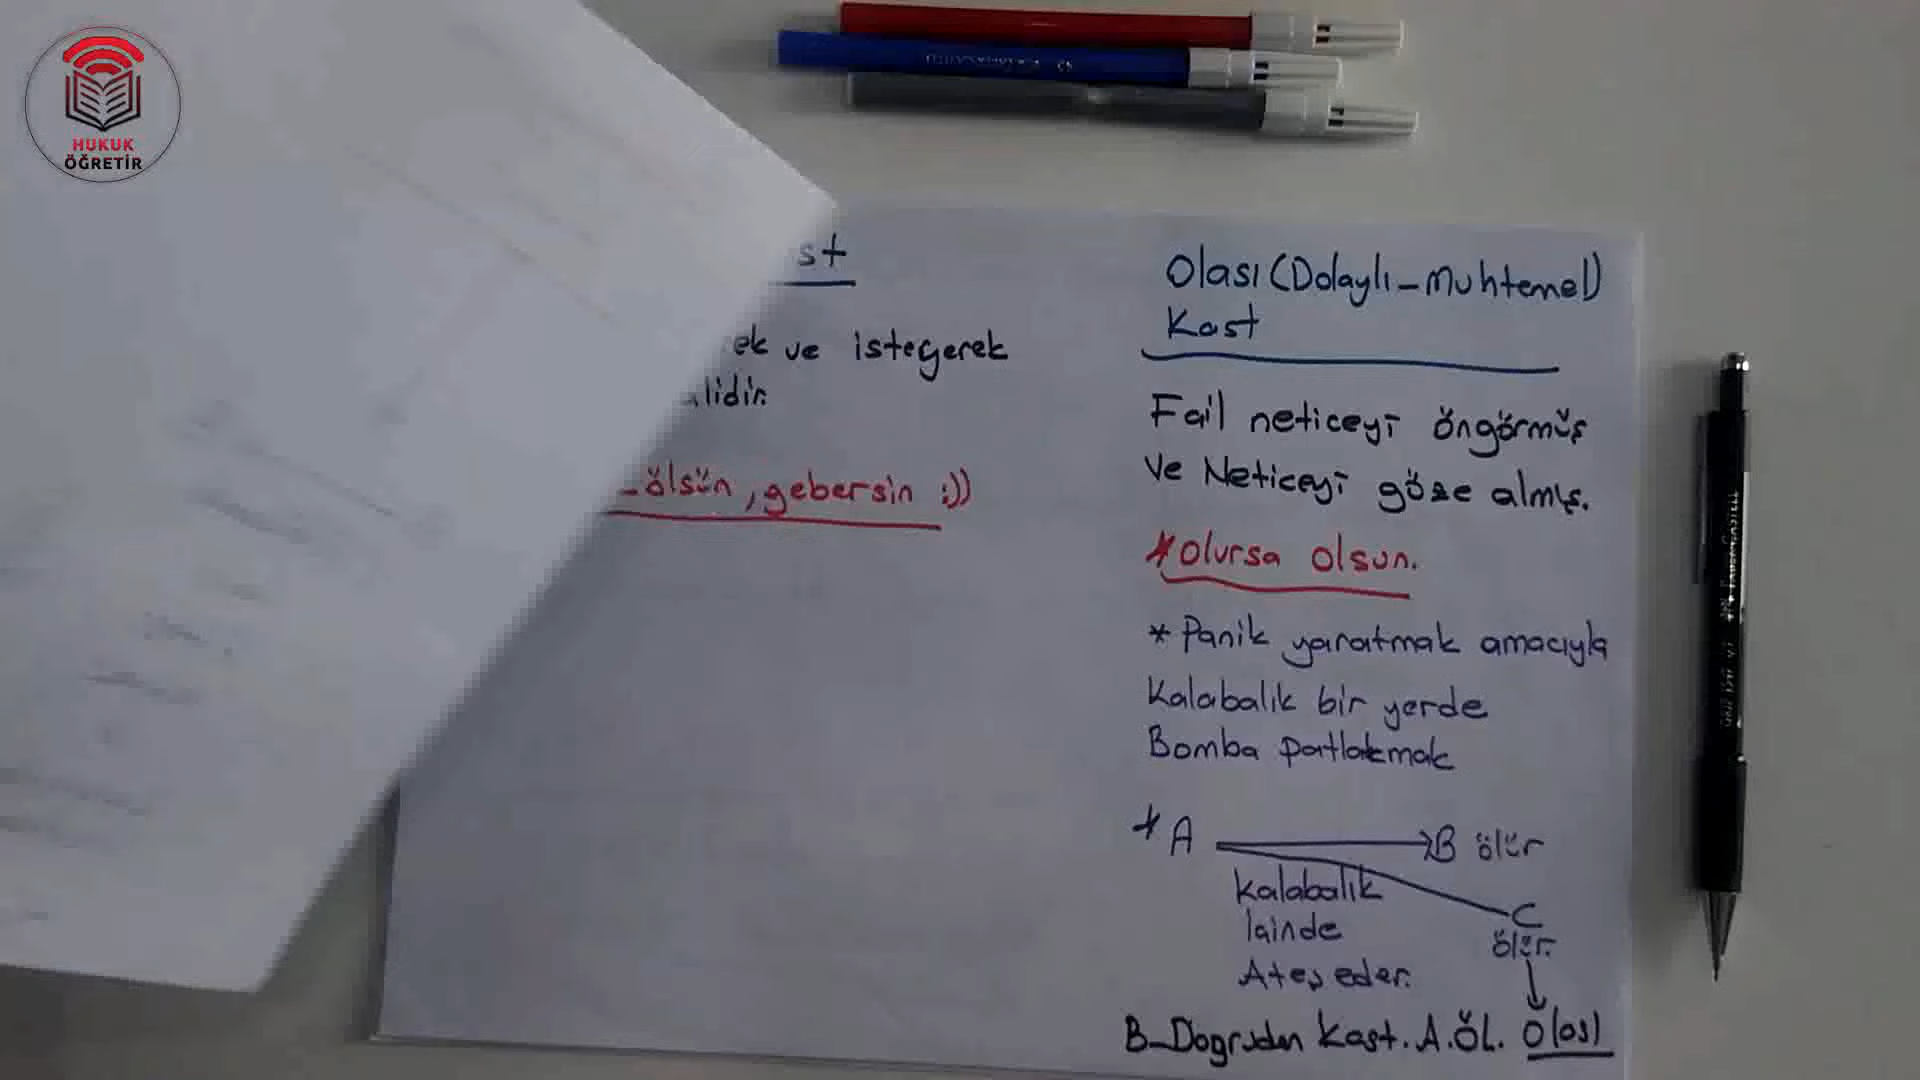 HUKUK
ÖĞRETİR
st
ek ve isteyerek
lidir.
ölsün, gebersin :))
Olası (Dolaylı-Muhtemel)
Kast
Fail neticeyi öngörmüş
ve Neticeyi göze almış.
*Olursa olsun.
* Panik yaratmak amacıyla
Kalabalık bir yerde
Bomba patlatmak
* A B ölür
Kalabalık
İçinde
C
ölür.
Ateş eder.
B-Doğrudan Kast. A.ÖL. Olası